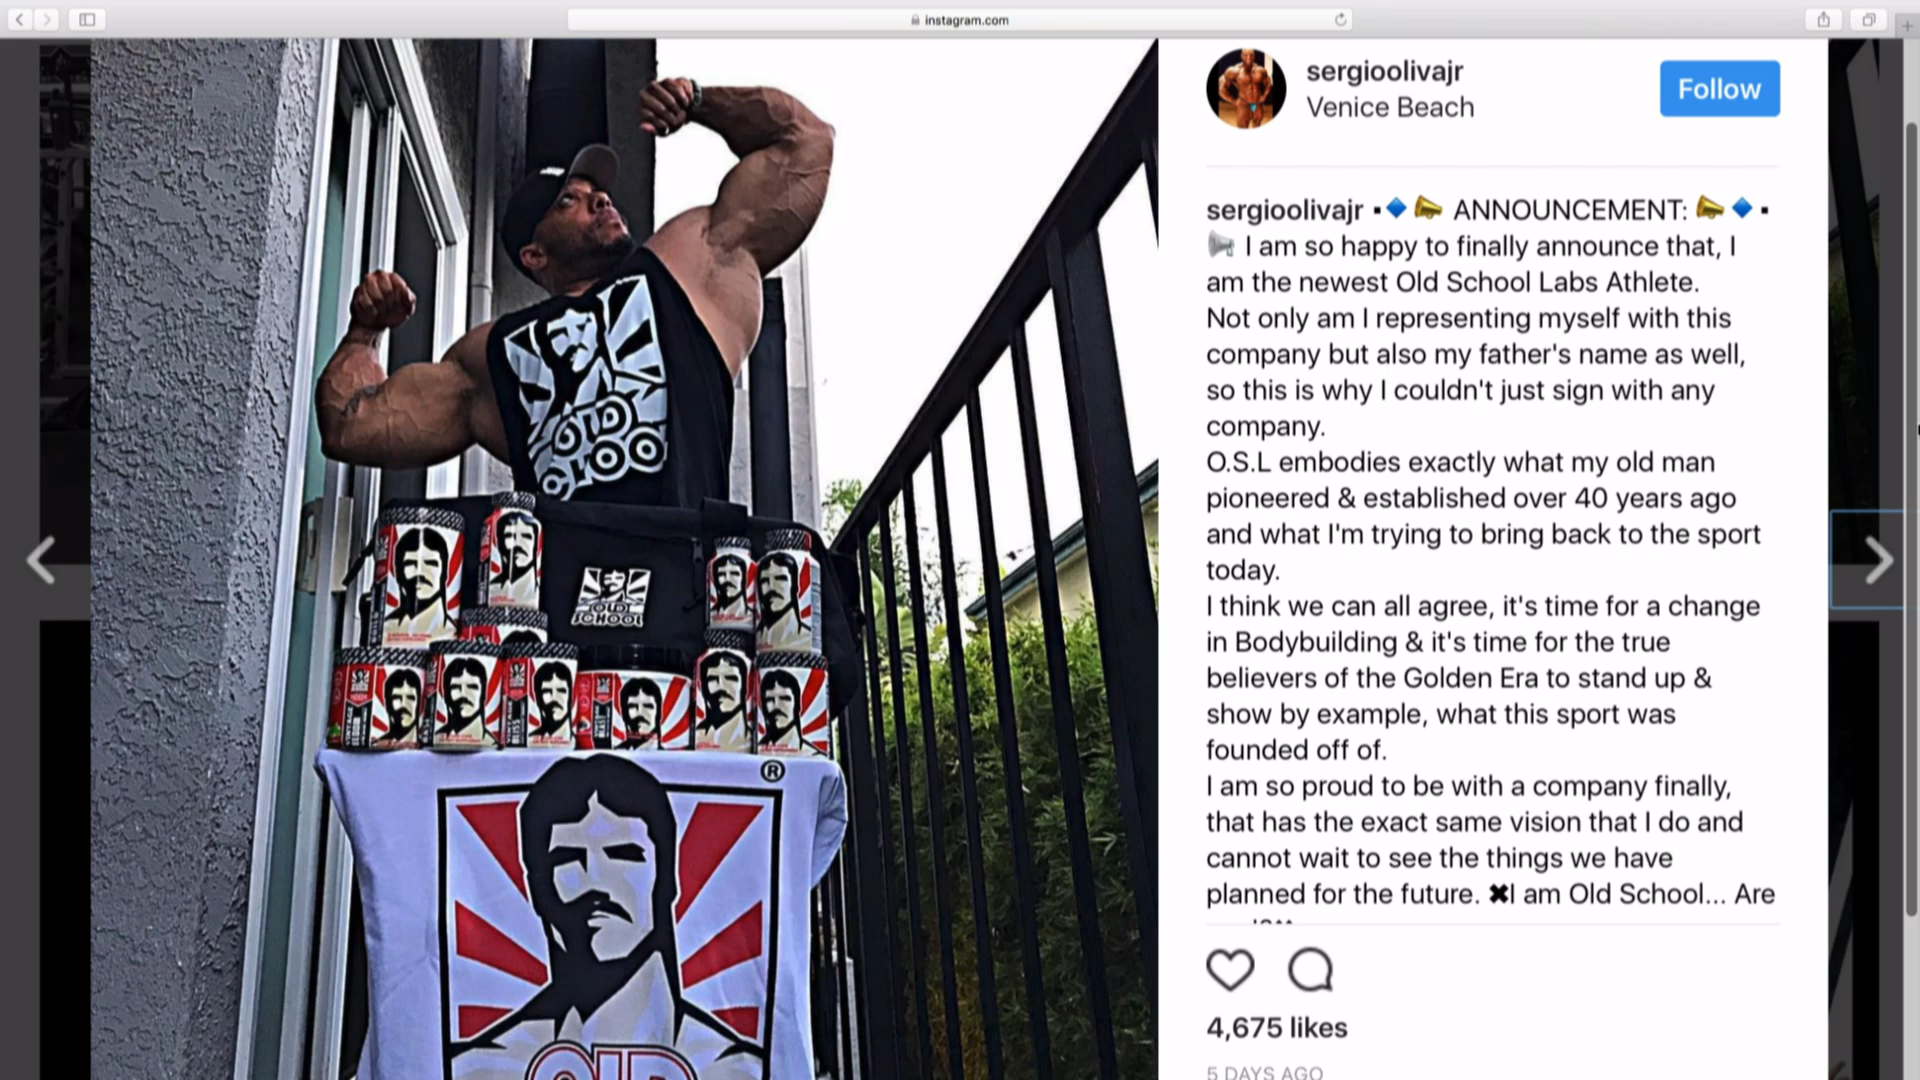 instagram.com
sergioolivajr
Venice Beach
Follow
sergioolivajr ▪️🔹📣 ANNOUNCEMENT: 📣🔹▪️
📢 I am so happy to finally announce that, I
am the newest Old School Labs Athlete.
Not only am I representing myself with this
company but also my father's name as well,
so this is why I couldn't just sign with any
company.
O.S.L embodies exactly what my old man
pioneered & established over 40 years ago
and what I'm trying to bring back to the sport
today.
I think we can all agree, it's time for a change
in Bodybuilding & it's time for the true
believers of the Golden Era to stand up &
show by example, what this sport was
founded off of.
I am so proud to be with a company finally,
that has the exact same vision that I do and
cannot wait to see the things we have
planned for the future. ✖I am Old School... Are
4,675 likes
5 DAYS AGO
OLD
SCHOOL
®
OLD